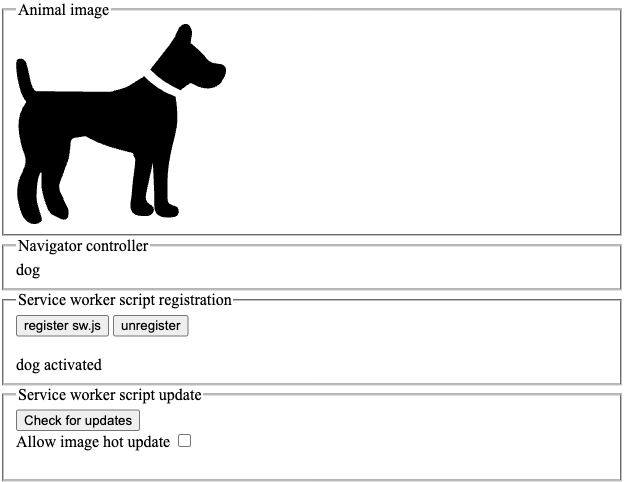 Animal image
Navigator controller
dog
Service worker script registration
register sw.js unregister
dog activated
Service worker script update
Check for updates
Allow image hot update